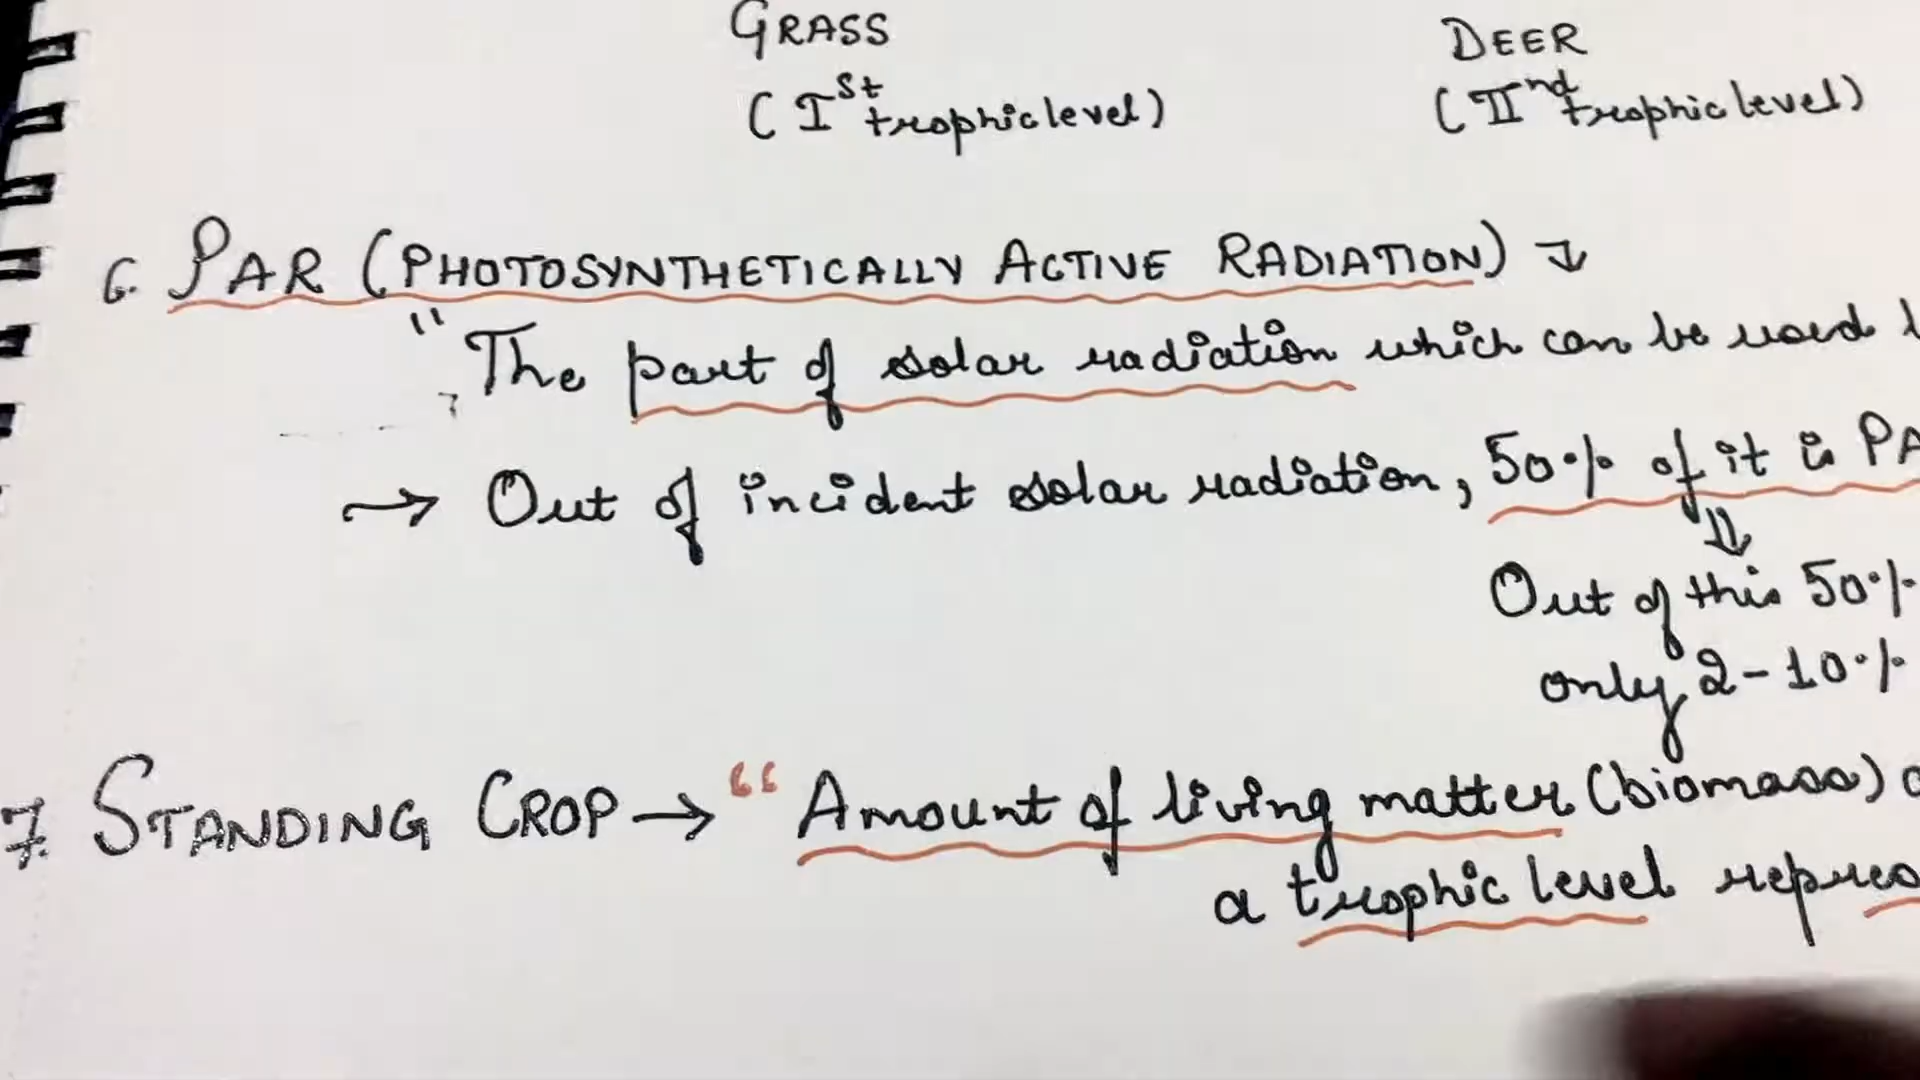 GRASS DEER
(Ist trophic level) (IInd trophic level)
6. PAR (PHOTOSYNTHETICALLY ACTIVE RADIATION) ↓
"The part of solar radiation which can be used
→ Out of incident solar radiation, 50% of it is PA
⇓
Out of this 50%
only 2-10%
7. STANDING CROP → "Amount of living matter (biomass)
a trophic level repres